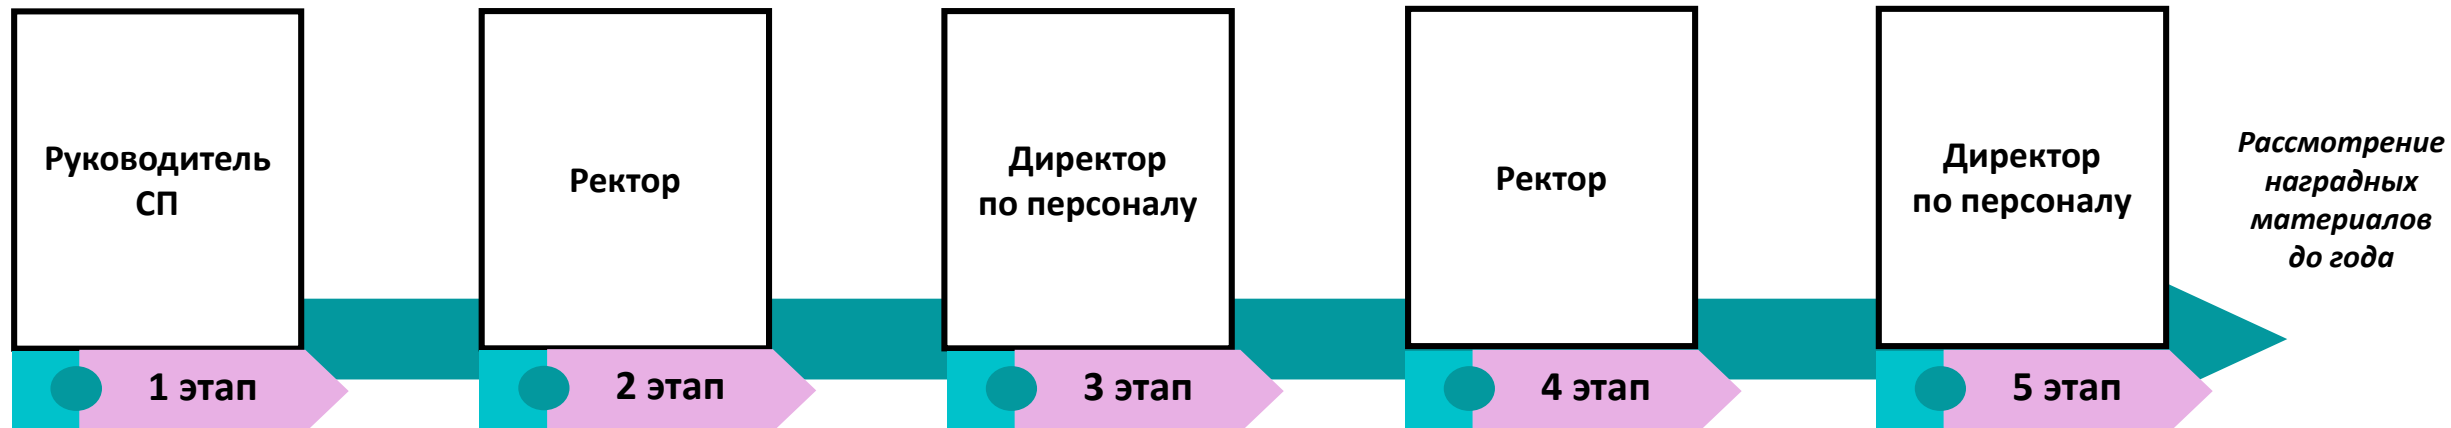 Руководитель
СП
Ректор
Директор
по персоналу
Ректор
Директор
по персоналу
Рассмотрение
наградных
материалов
до года
1 этап
2 этап
3 этап
4 этап
5 этап